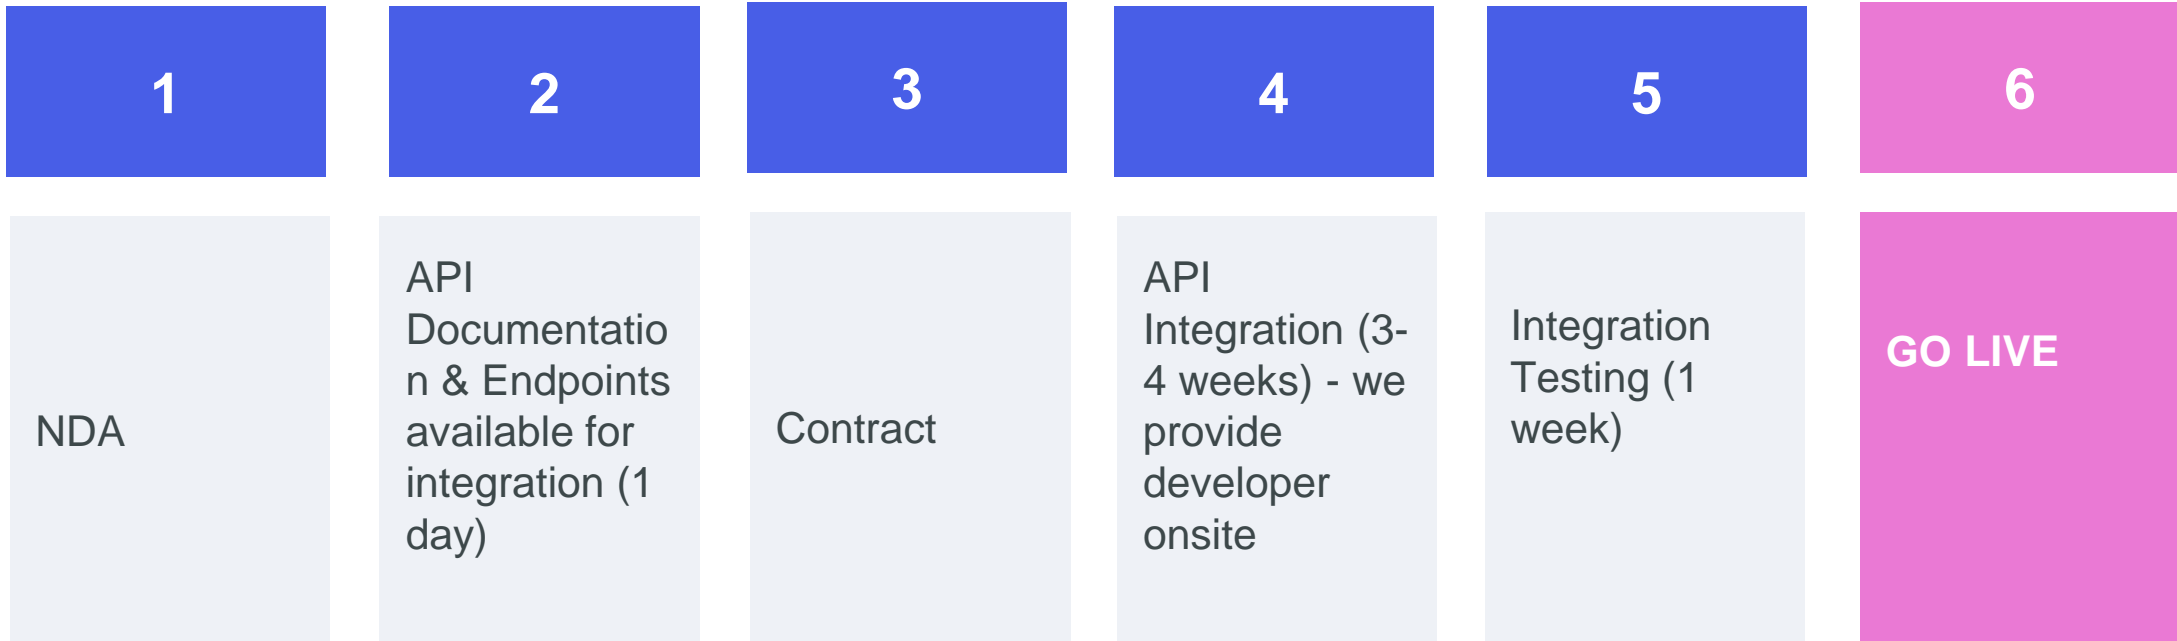 1
2
3
4
5
6
NDA
API
Documentatio
n & Endpoints
available for
integration (1
day)
Contract
API
Integration (3-
4 weeks) - we
provide
developer
onsite
Integration
Testing (1
week)
GO LIVE